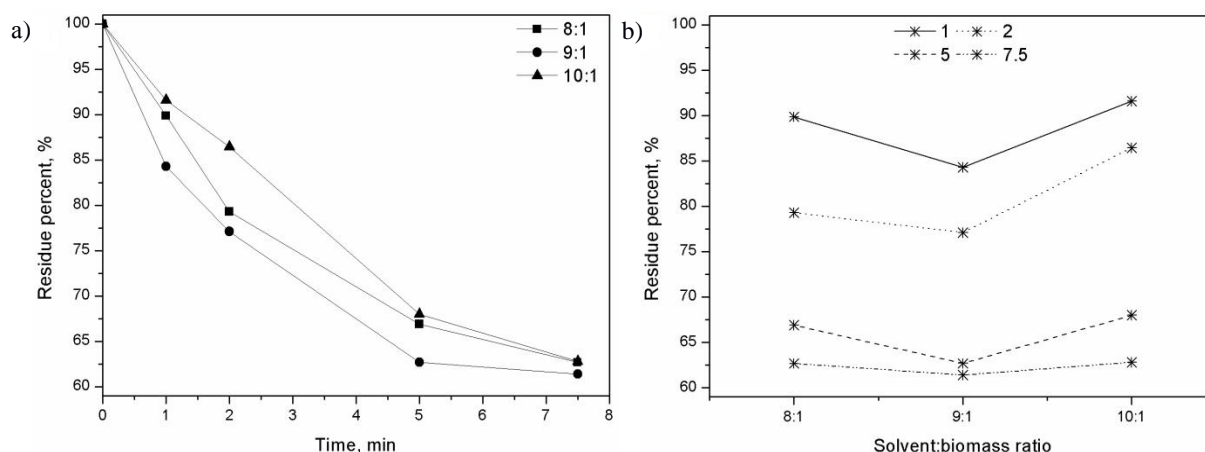 a)
100
95
90
85
80
75
70
65
60
Residue percent, %
0 1 2 3 4 5 6 7 8
Time, min
8:1
9:1
10:1
b)
100
95
90
85
80
75
70
65
60
Residue percent, %
8:1 9:1 10:1
Solvent:biomass ratio
1 2
5 7.5